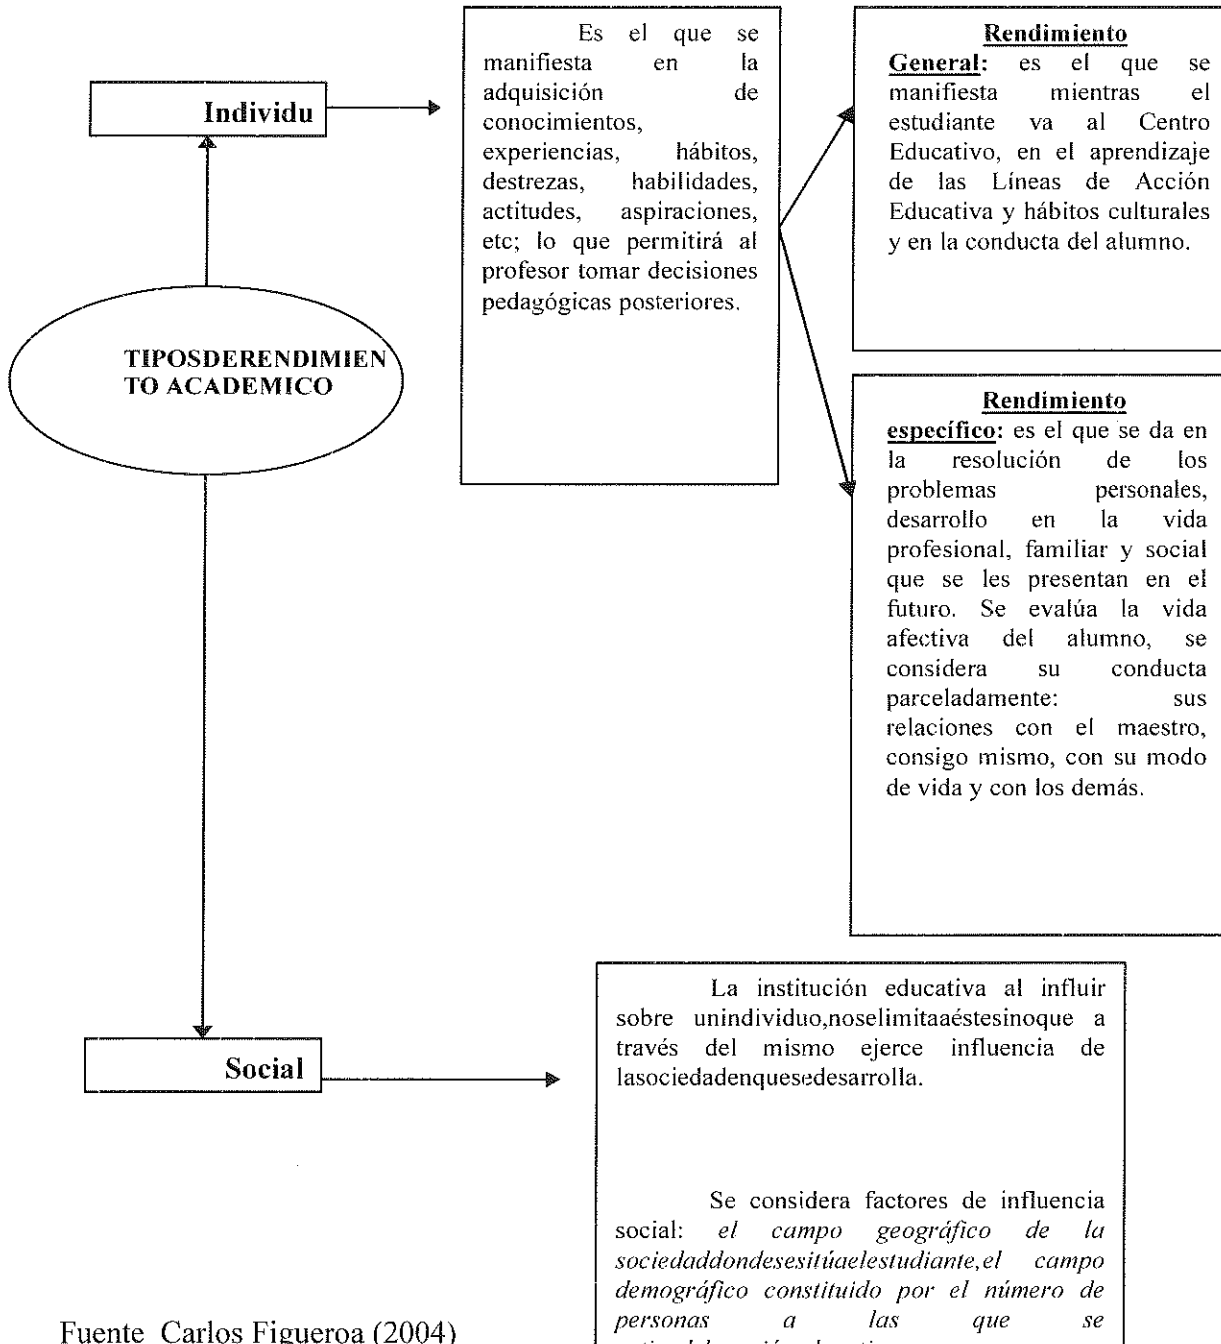 Individu
Es el que se
manifiesta en la
adquisición de
conocimientos,
experiencias, hábitos,
destrezas, habilidades,
actitudes, aspiraciones,
etc; lo que permitirá al
profesor tomar decisiones
pedagógicas posteriores.
Rendimiento
General: es el que se
manifiesta mientras el
estudiante va al Centro
Educativo, en el aprendizaje
de las Líneas de Acción
Educativa y hábitos culturales
y en la conducta del alumno.
TIPOSDERENDIMIEN
TO ACADEMICO
Rendimiento
específico: es el que se da en
la resolución de los
problemas personales,
desarrollo en la vida
profesional, familiar y social
que se les presentan en el
futuro. Se evalúa la vida
afectiva del alumno, se
considera su conducta
parceladamente: sus
relaciones con el maestro,
consigo mismo, con su modo
de vida y con los demás.
Social
La institución educativa al influir
sobre unindividuo,noselimitaaéstesinoque a
través del mismo ejerce influencia de
lasociedadenquesedesarrolla.
Se considera factores de influencia
social: el campo geográfico de la
sociedaddondesesitúaelestudiante,el campo
demográfico constituido por el número de
personas a las que se
Fuente Carlos Figueroa (2004)